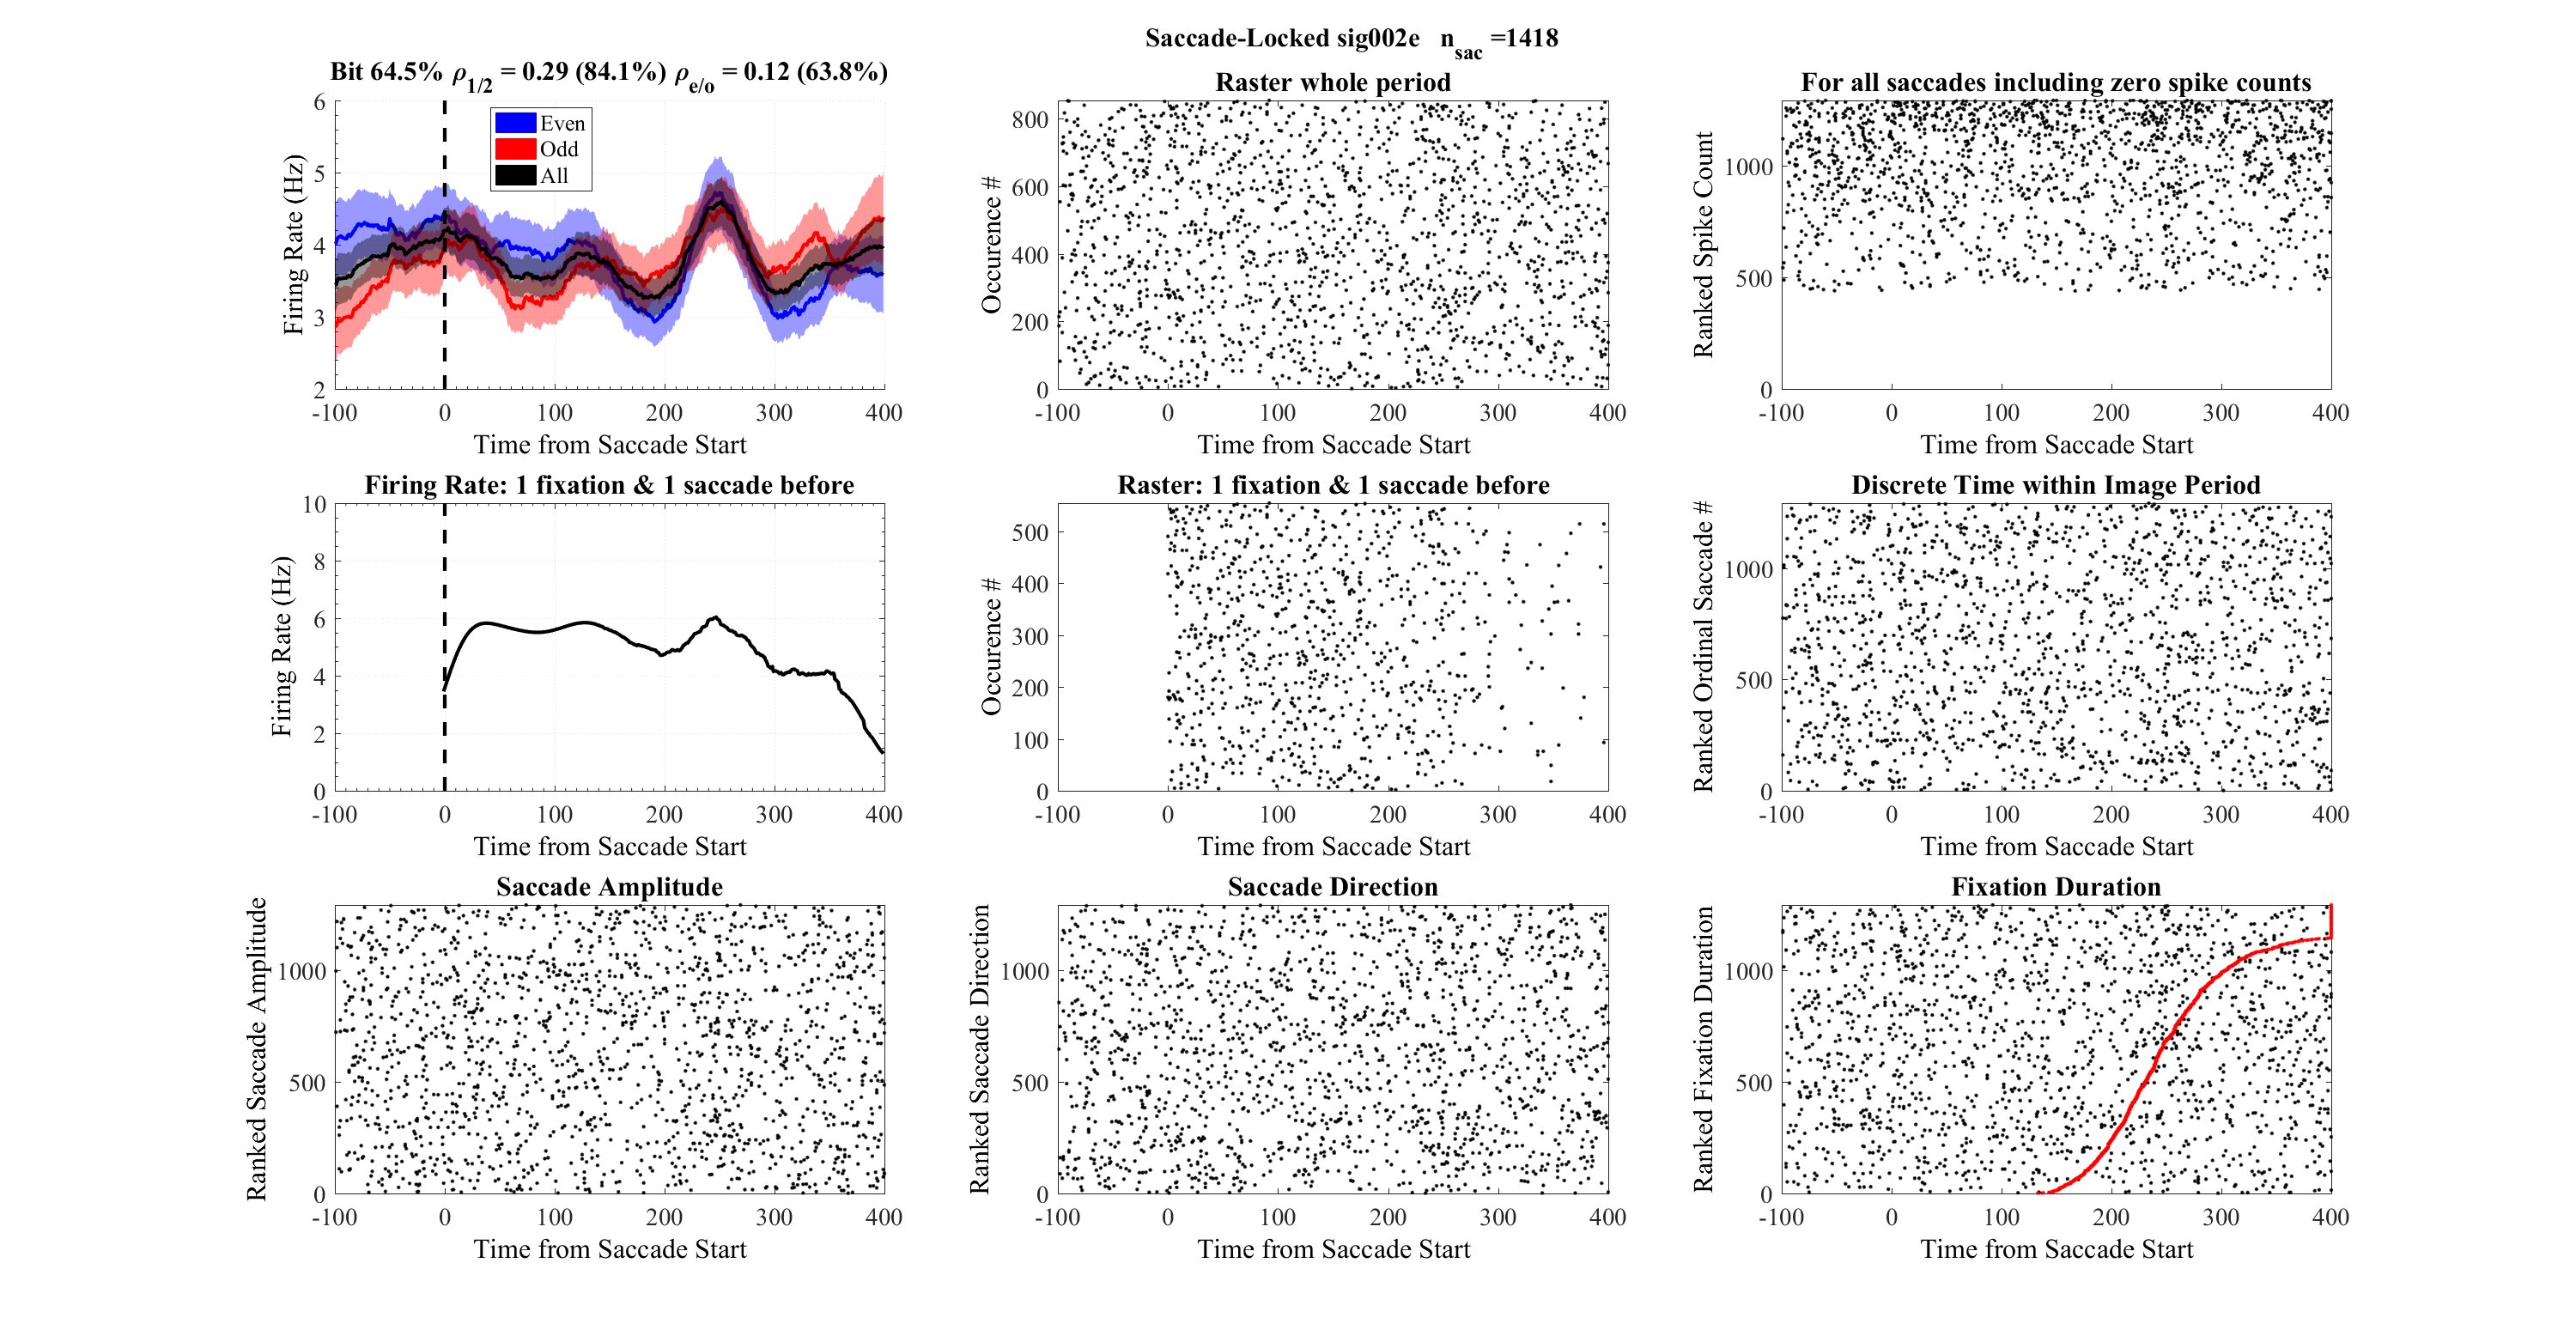 Saccade-Locked sig002e n_sac =1418
Bit 64.5% ρ_1/2 = 0.29 (84.1%) ρ_e/o = 0.12 (63.8%)
6
5
4
3
2
Firing Rate (Hz)
Even
Odd
All
-100 0 100 200 300 400
Time from Saccade Start
Raster whole period
800
600
400
200
0
Occurence #
-100 0 100 200 300 400
Time from Saccade Start
For all saccades including zero spike counts
1000
500
0
Ranked Spike Count
-100 0 100 200 300 400
Time from Saccade Start
Firing Rate: 1 fixation & 1 saccade before
10
8
6
4
2
0
Firing Rate (Hz)
-100 0 100 200 300 400
Time from Saccade Start
Raster: 1 fixation & 1 saccade before
500
400
300
200
100
0
Occurence #
-100 0 100 200 300 400
Time from Saccade Start
Discrete Time within Image Period
1000
500
0
Ranked Ordinal Saccade #
-100 0 100 200 300 400
Time from Saccade Start
Saccade Amplitude
1000
500
0
Ranked Saccade Amplitude
-100 0 100 200 300 400
Time from Saccade Start
Saccade Direction
1000
500
0
Ranked Saccade Direction
-100 0 100 200 300 400
Time from Saccade Start
Fixation Duration
1000
500
0
Ranked Fixation Duration
-100 0 100 200 300 400
Time from Saccade Start